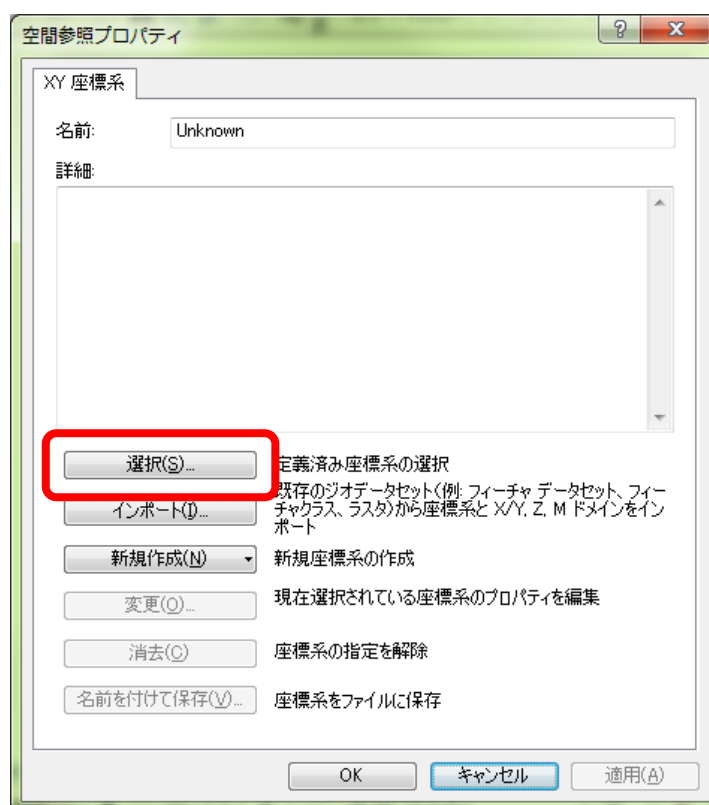 空間参照プロパティ
XY 座標系
名前: Unknown
詳細:
選択(S)... 定義済み座標系の選択
インポート(I)... 既存のジオデータセット(例: フィーチャ データセット、フィー
チャクラス、ラスタ)から座標系と X/Y, Z, M ドメインをイン
ポート
新規作成(N) 新規座標系の作成
変更(O)... 現在選択されている座標系のプロパティを編集
消去(C) 座標系の指定を解除
名前を付けて保存(V)... 座標系をファイルに保存
OK キャンセル 適用(A)